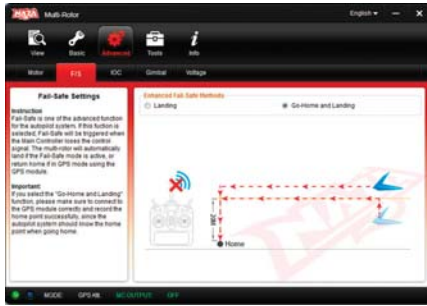 NAZA Multi-Rotor English
View Basic Advanced Tools Info
Motor F/S IOC Gimbal Voltage
Fail-Safe Settings
Instruction
Fail-Safe is one of the advanced function
for the autopilot system. If this fuction is
selected, Fail-Safe will be triggered when
the Main Controller loses the control
signal. The multi-rotor will automatically
land if the Fail-Safe mode is active, or
return home if in GPS mode using the
GPS module.
Important:
If you select the "Go-Home and Landing"
function, please make sure to connect to
the GPS module correctly and record the
home point successfully, since the
autopilot system should know the home
point when going home.
Enhanced Fail-Safe Methods
Landing Go-Home and Landing
20M
Home
MODE: GPS Atti. MC OUTPUT: OFF